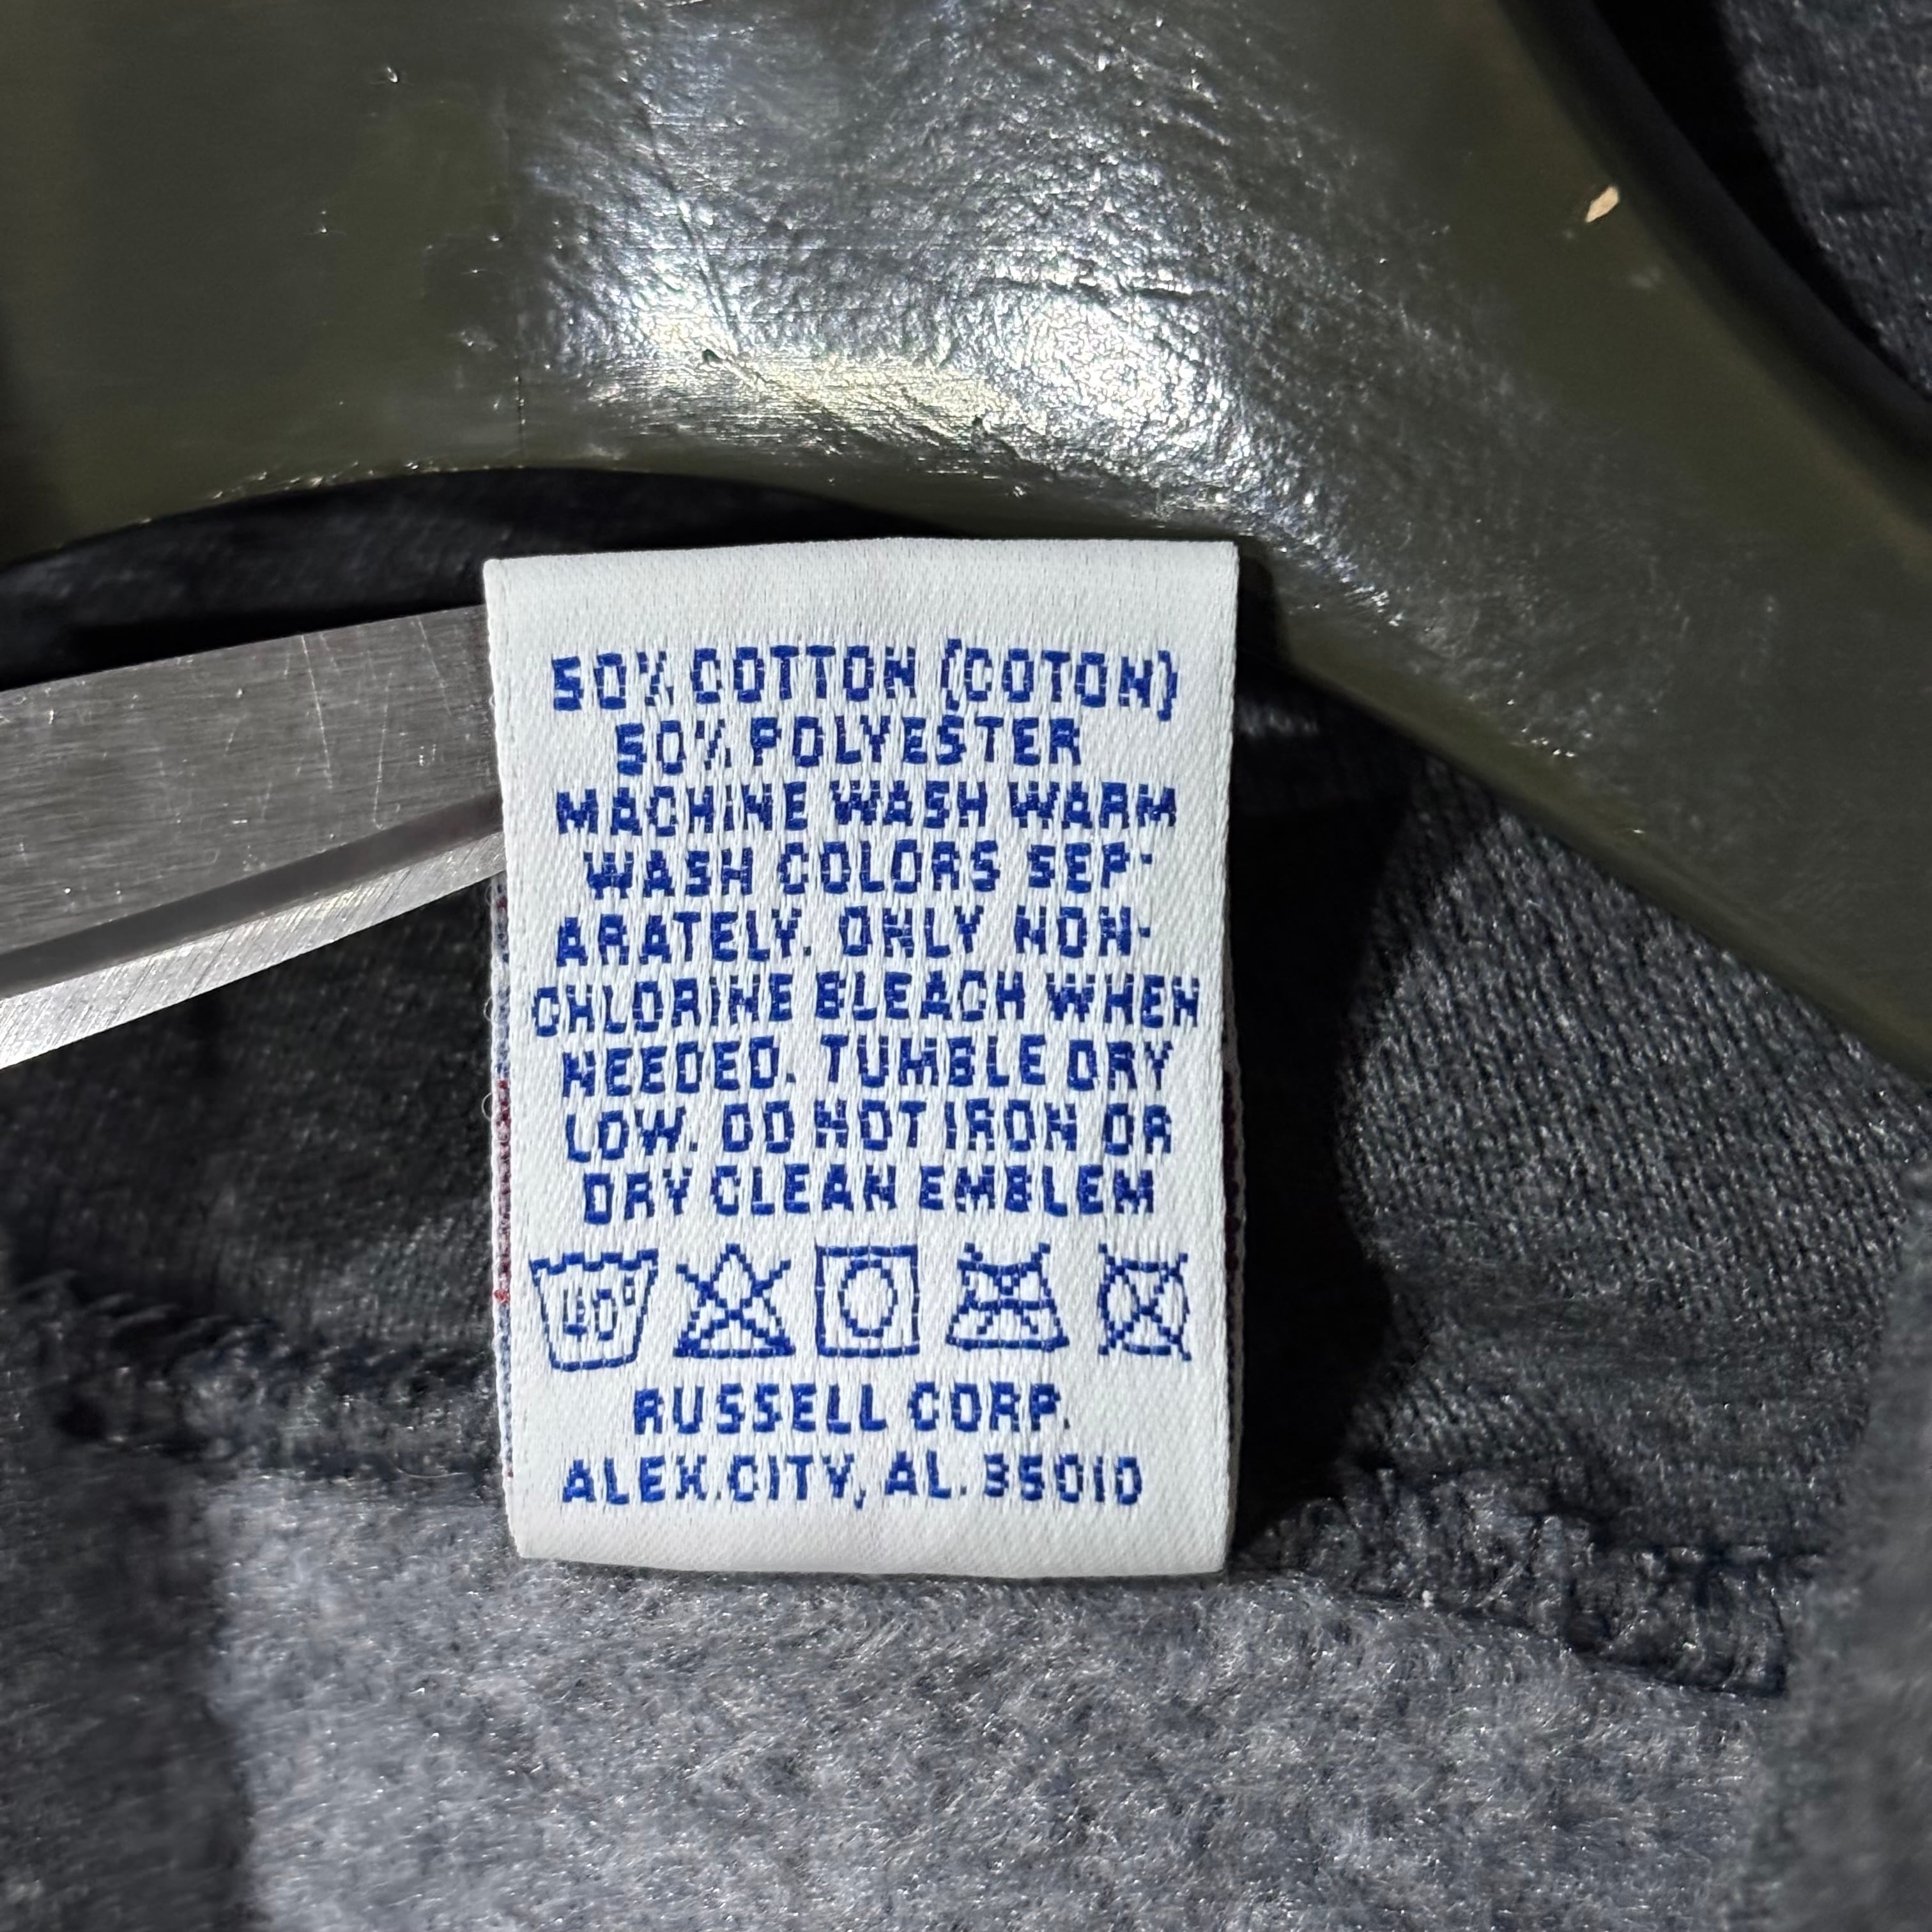 50% COTTON (COTON)
50% POLYESTER
MACHINE WASH WARM
WASH COLORS SEP-
ARATELY. ONLY NON-
CHLORINE BLEACH WHEN
NEEDED. TUMBLE DRY
LOW. DO NOT IRON OR
DRY CLEAN EMBLEM
40°
RUSSELL CORP.
ALEX.CITY, AL. 35010